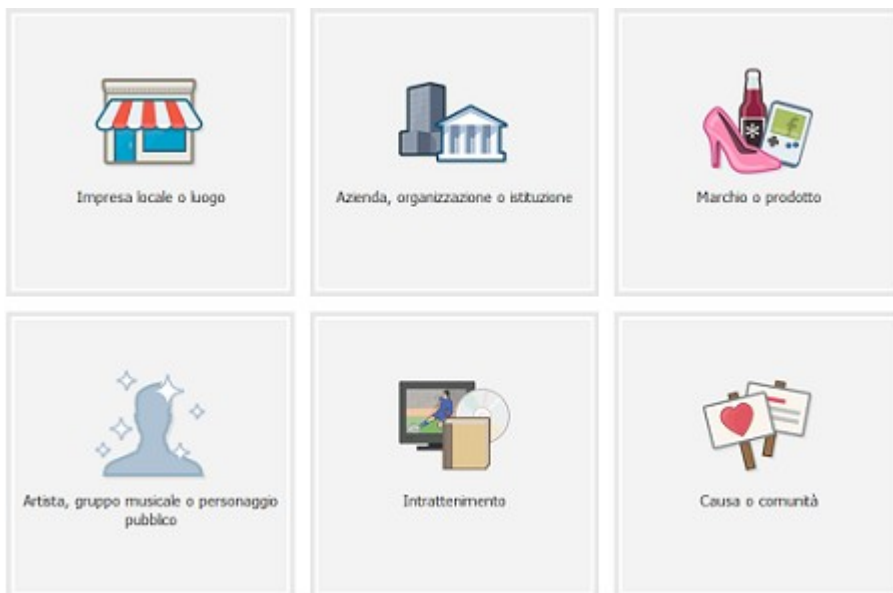 Impresa locale o luogo
Azienda, organizzazione o istituzione
Marchio o prodotto
Artista, gruppo musicale o personaggio
pubblico
Intrattenimento
Causa o comunità